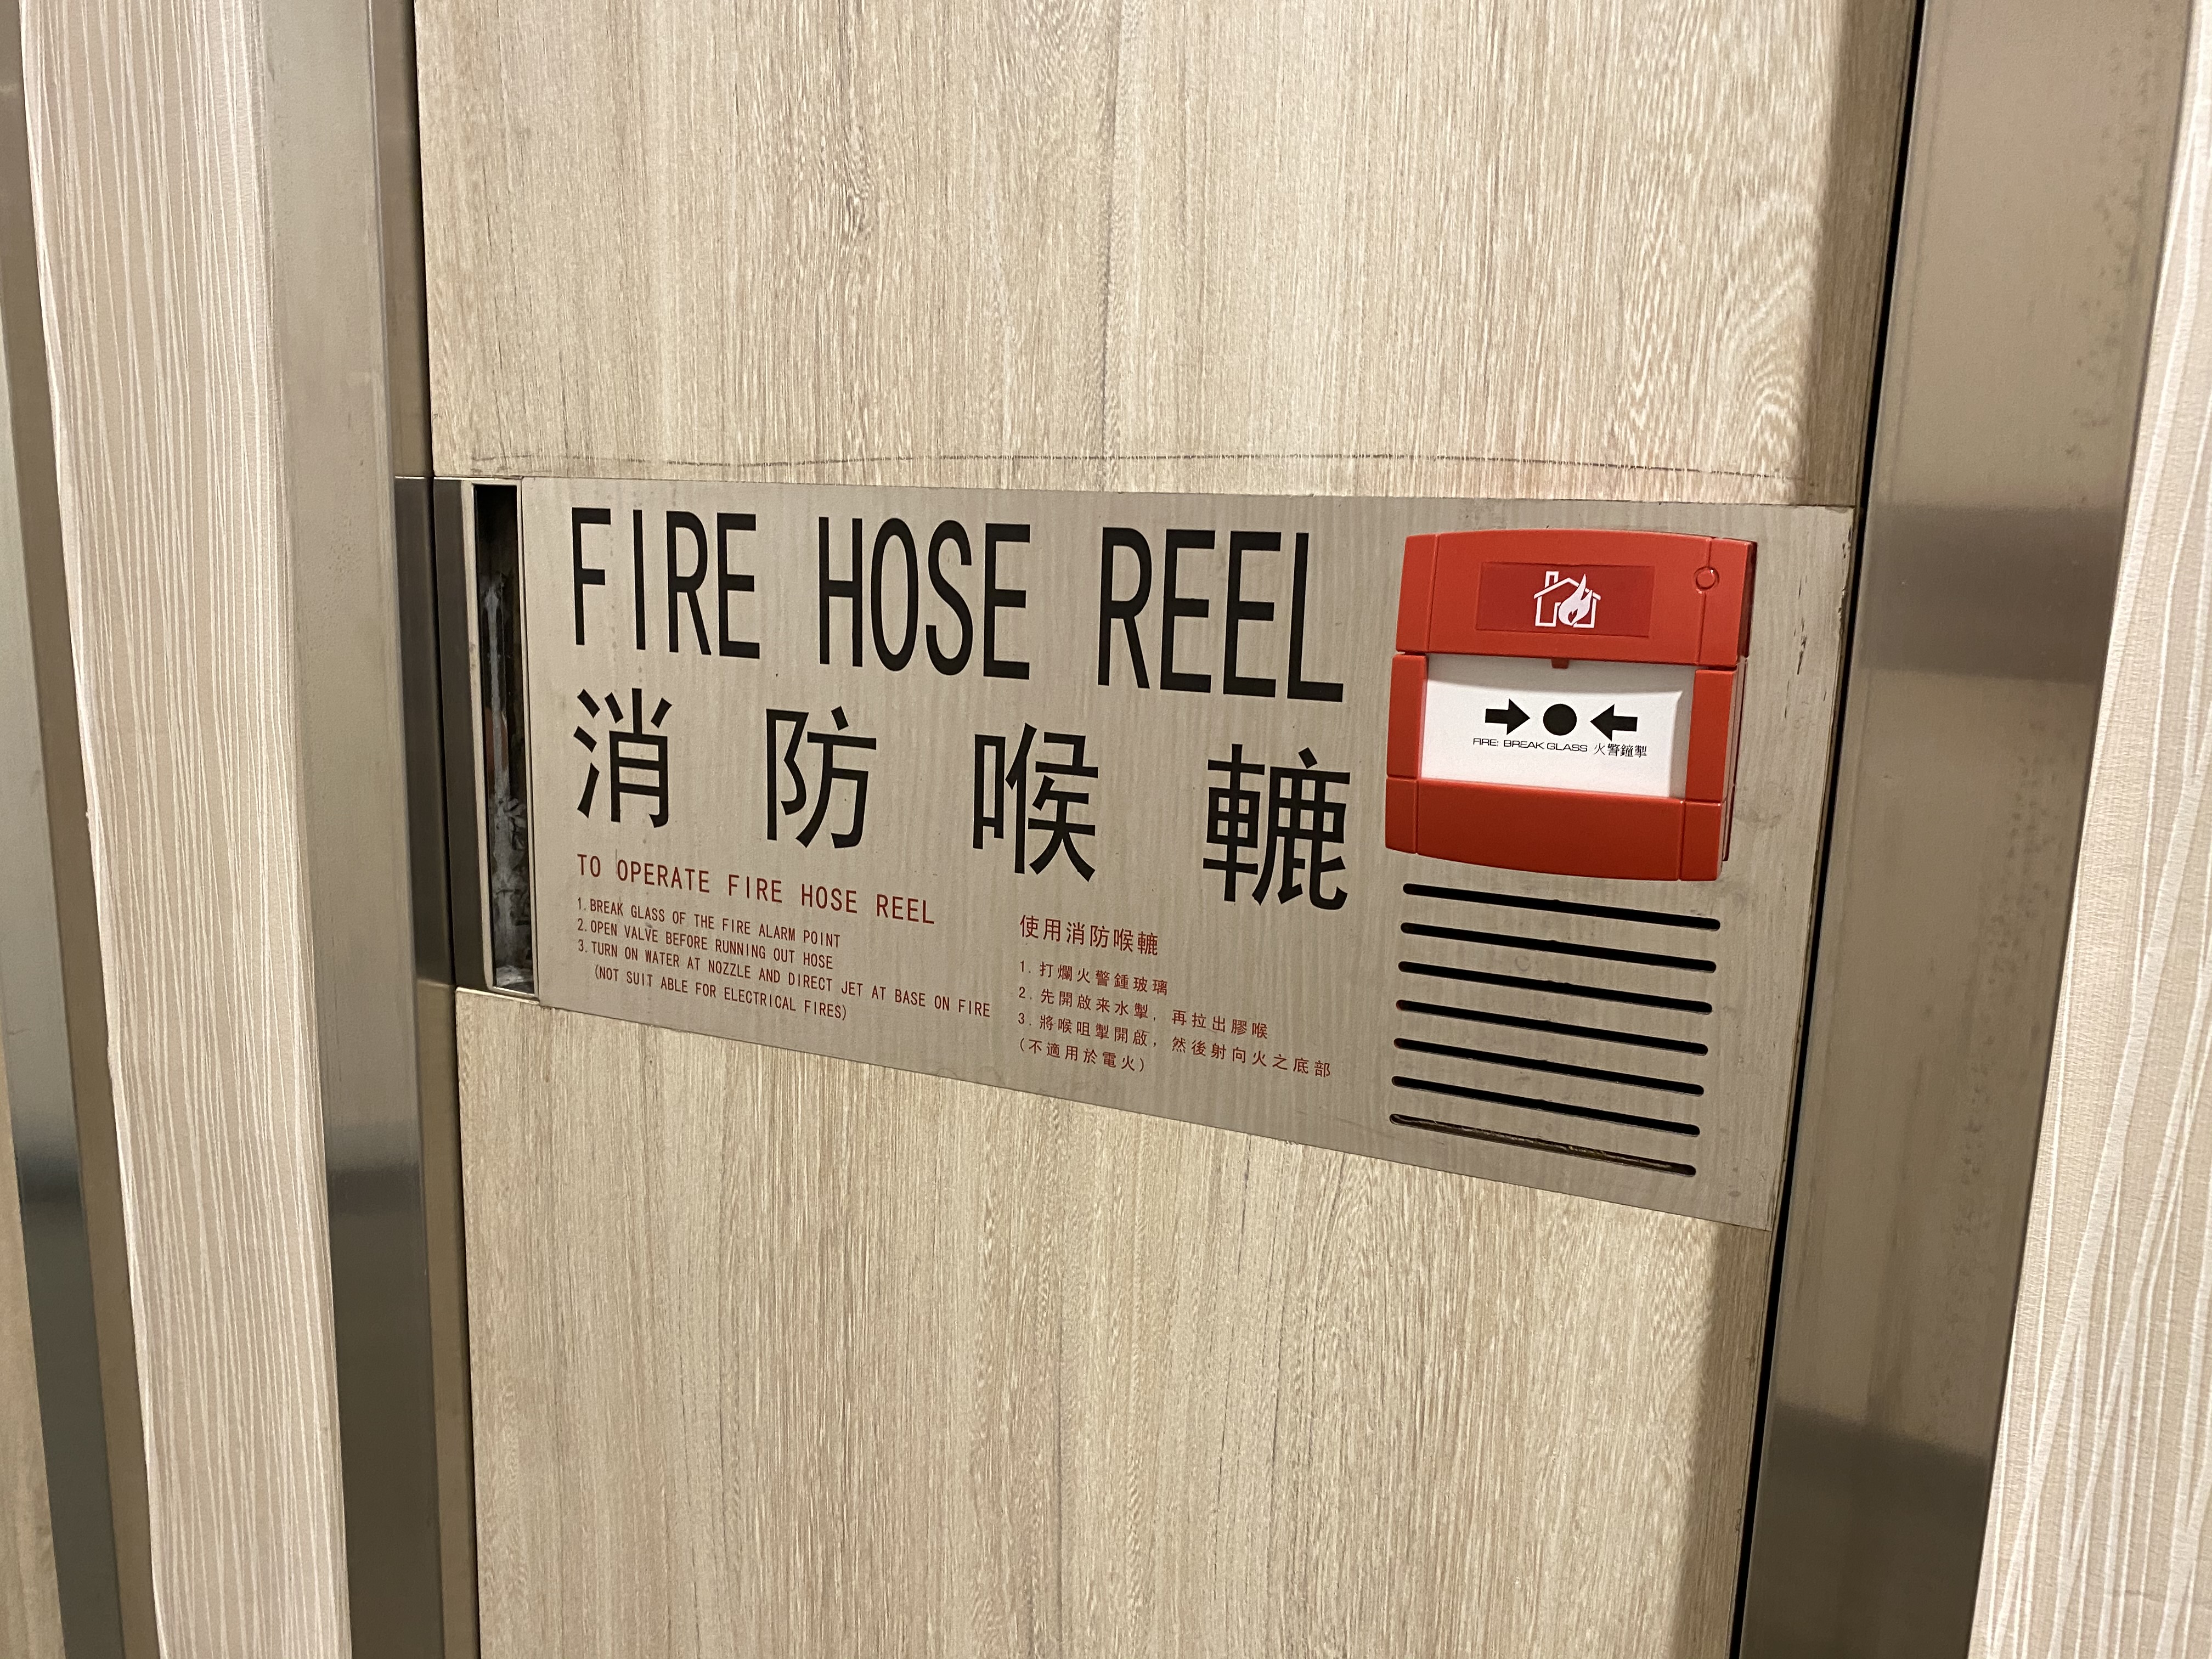 FIRE HOSE REEL
消防喉轆
TO OPERATE FIRE HOSE REEL
1. BREAK GLASS OF THE FIRE ALARM POINT
2. OPEN VALVE BEFORE RUNNING OUT HOSE
3. TURN ON WATER AT NOZZLE AND DIRECT JET AT BASE ON FIRE
(NOT SUIT ABLE FOR ELECTRICAL FIRES)
使用消防喉轆
1. 打爛火警鍾玻璃
2. 先開啟来水掣，再拉出膠喉
3. 將喉咀掣開啟，然後射向火之底部
(不適用於電火)
FIRE: BREAK GLASS 火警鐘掣